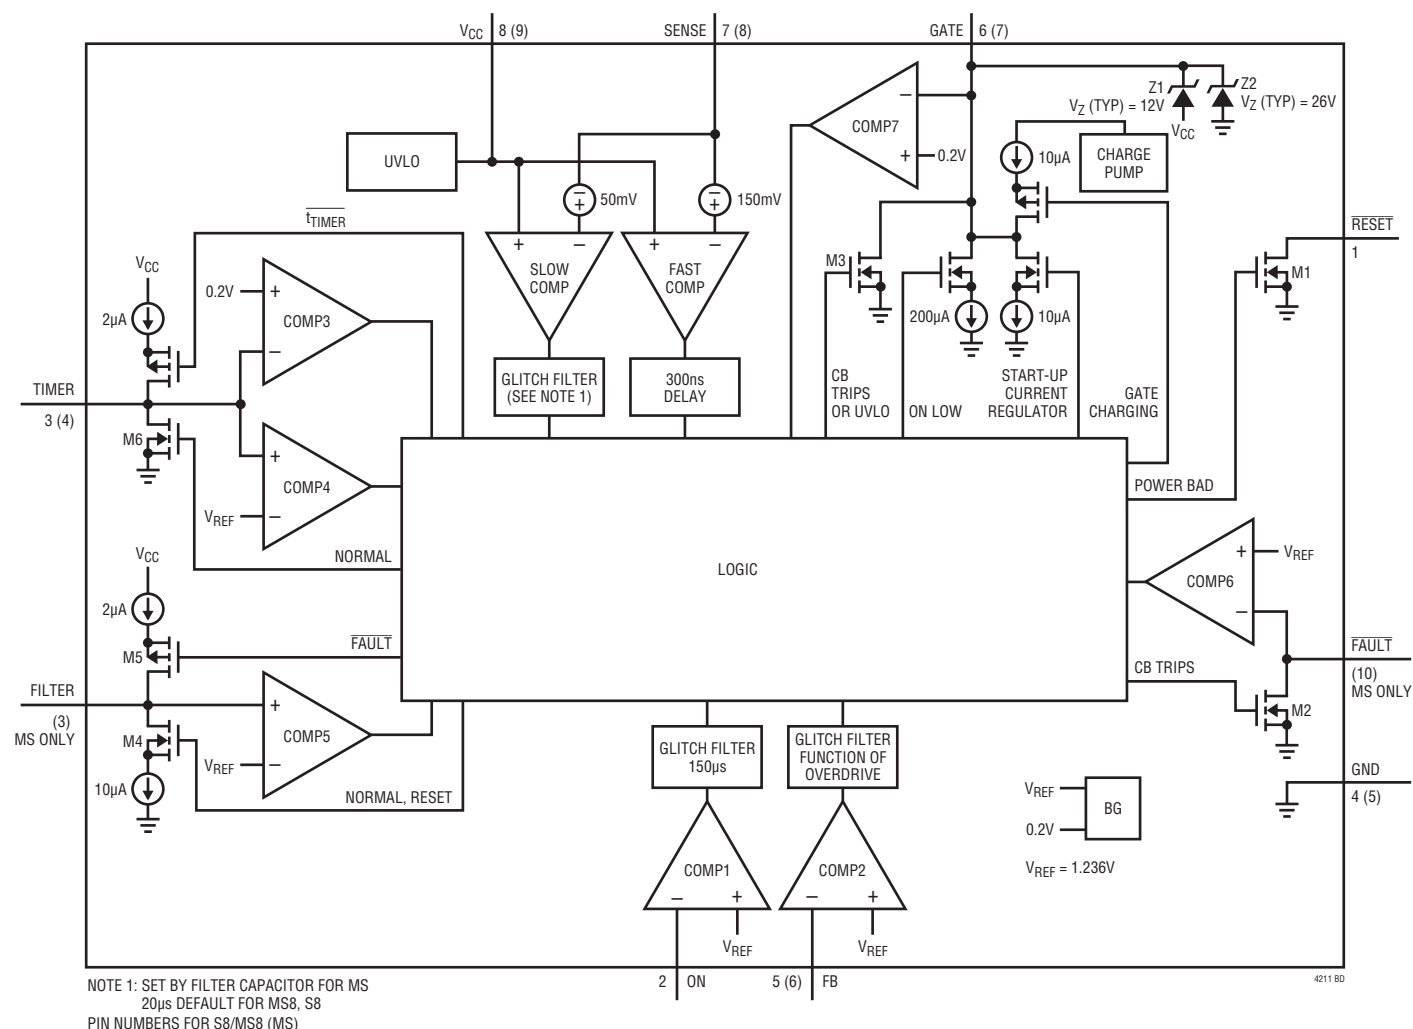 VCC 8 (9)
SENSE 7 (8)
GATE 6 (7)
Z1
VZ (TYP) = 12V
VCC
Z2
VZ (TYP) = 26V
COMP7
–
+
0.2V
10µA
CHARGE
PUMP
UVLO
–
+
50mV
–
+
150mV
tTIMER
+ –
SLOW
COMP
+ –
FAST
COMP
RESET
1
M3
M1
VCC
2µA
0.2V
+
COMP3
–
200µA
10µA
GLITCH FILTER
(SEE NOTE 1)
300ns
DELAY
CB
TRIPS
OR UVLO
ON LOW
START-UP
CURRENT
REGULATOR
GATE
CHARGING
TIMER
3 (4)
M6
+
COMP4
VREF
–
NORMAL
POWER BAD
LOGIC
+
VREF
COMP6
–
VCC
2µA
M5
FAULT
FAULT
(10)
MS ONLY
CB TRIPS
M2
FILTER
(3)
MS ONLY
M4
+
COMP5
VREF
–
10µA
NORMAL, RESET
GLITCH FILTER
150µs
GLITCH FILTER
FUNCTION OF
OVERDRIVE
GND
4 (5)
VREF
0.2V
BG
VREF = 1.236V
COMP1
– +
VREF
COMP2
– +
VREF
2 ON
5 (6) FB
4211 BD
NOTE 1: SET BY FILTER CAPACITOR FOR MS
20µs DEFAULT FOR MS8, S8
PIN NUMBERS FOR S8/MS8 (MS)